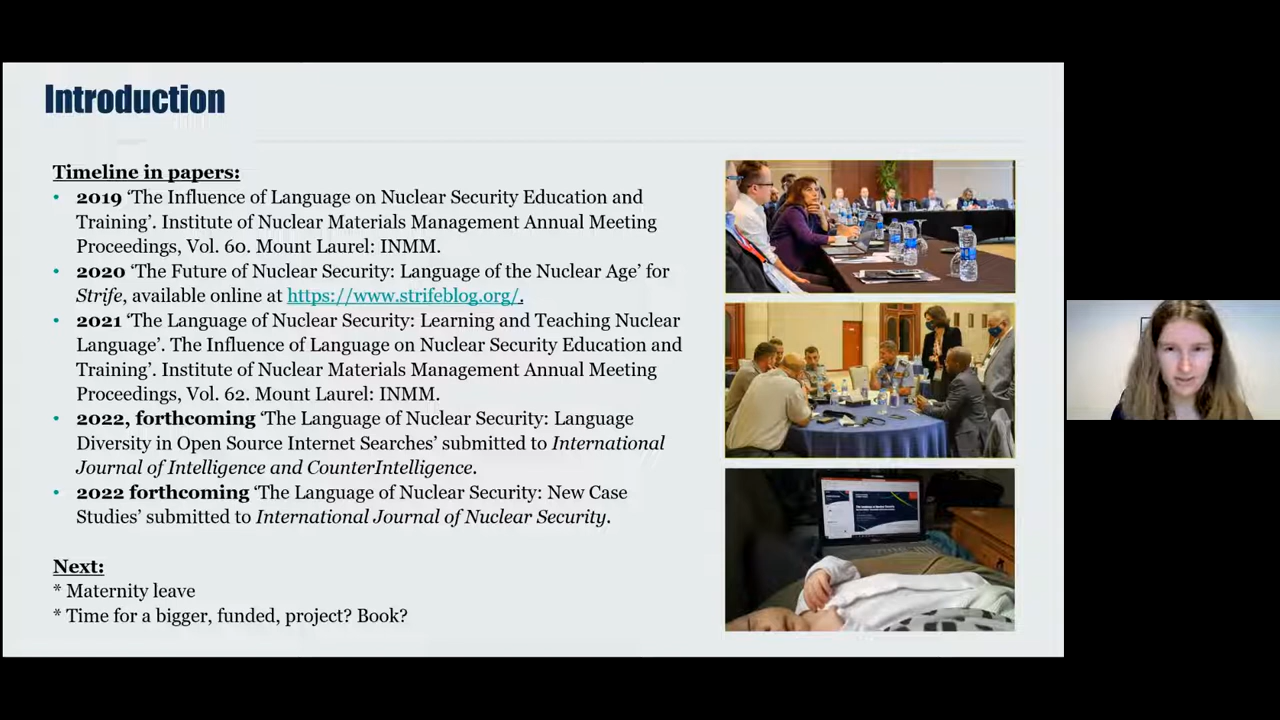 Introduction
Timeline in papers:
• 2019 ‘The Influence of Language on Nuclear Security Education and
Training’. Institute of Nuclear Materials Management Annual Meeting
Proceedings, Vol. 60. Mount Laurel: INMM.
• 2020 ‘The Future of Nuclear Security: Language of the Nuclear Age’ for
Strife, available online at https://www.strifeblog.org/.
• 2021 ‘The Language of Nuclear Security: Learning and Teaching Nuclear
Language’. The Influence of Language on Nuclear Security Education and
Training’. Institute of Nuclear Materials Management Annual Meeting
Proceedings, Vol. 62. Mount Laurel: INMM.
• 2022, forthcoming ‘The Language of Nuclear Security: Language
Diversity in Open Source Internet Searches’ submitted to International
Journal of Intelligence and CounterIntelligence.
• 2022 forthcoming ‘The Language of Nuclear Security: New Case
Studies’ submitted to International Journal of Nuclear Security.
Next:
* Maternity leave
* Time for a bigger, funded, project? Book?